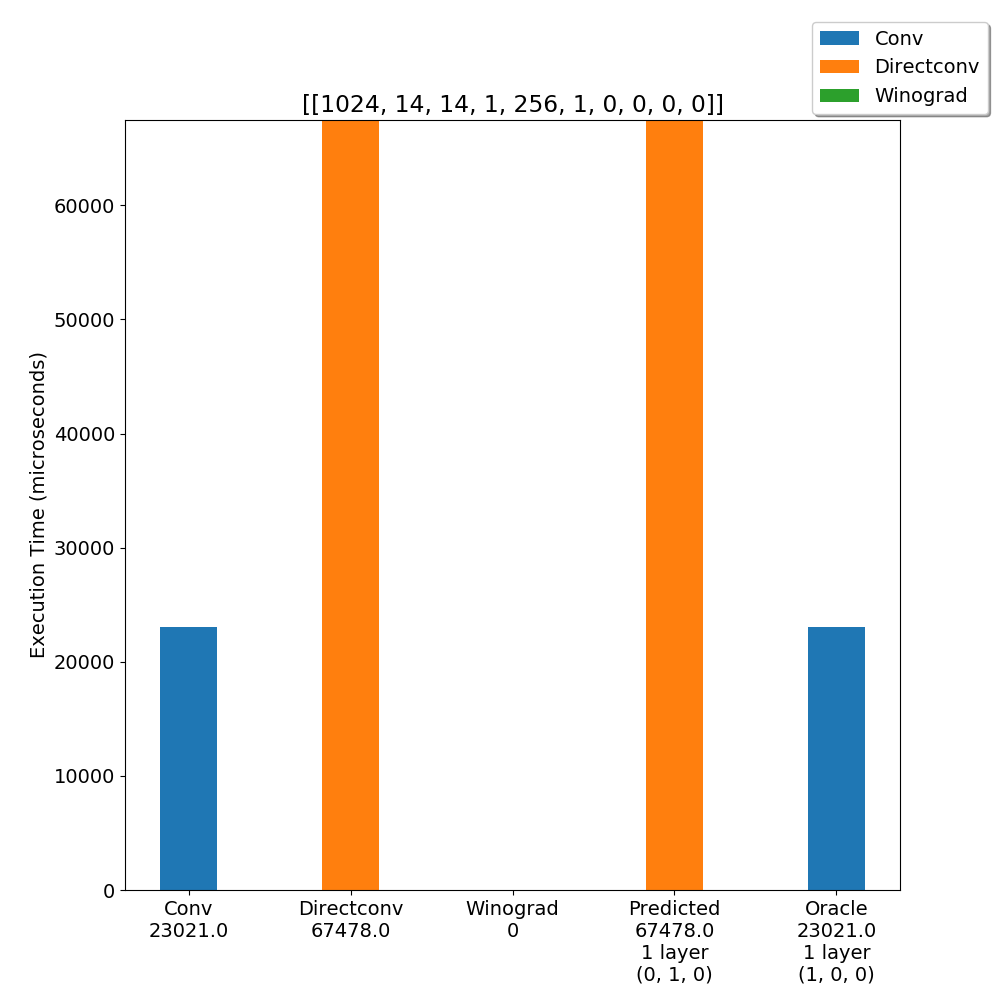 Conv
Directconv
Winograd
[[1024, 14, 14, 1, 256, 1, 0, 0, 0, 0]]
Execution Time (microseconds)
60000
50000
40000
30000
20000
10000
0
Conv
23021.0
Directconv
67478.0
Winograd
0
Predicted
67478.0
1 layer
(0, 1, 0)
Oracle
23021.0
1 layer
(1, 0, 0)